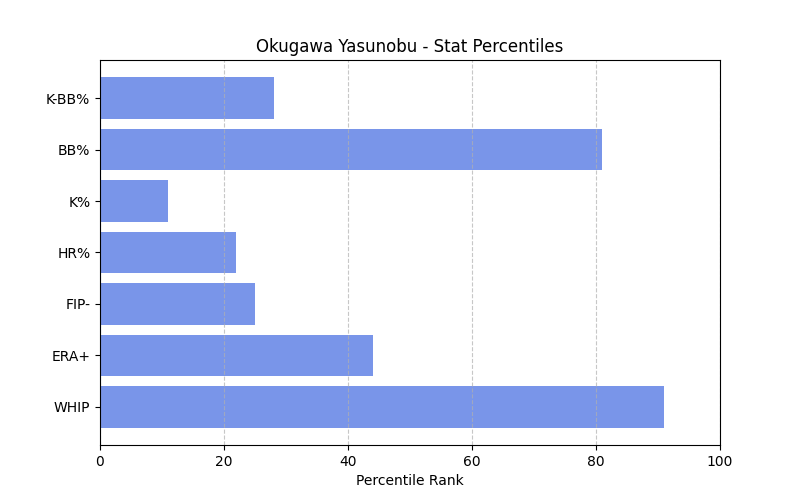 Okugawa Yasunobu - Stat Percentiles
K-BB%
BB%
K%
HR%
FIP-
ERA+
WHIP
0 20 40 60 80 100
Percentile Rank